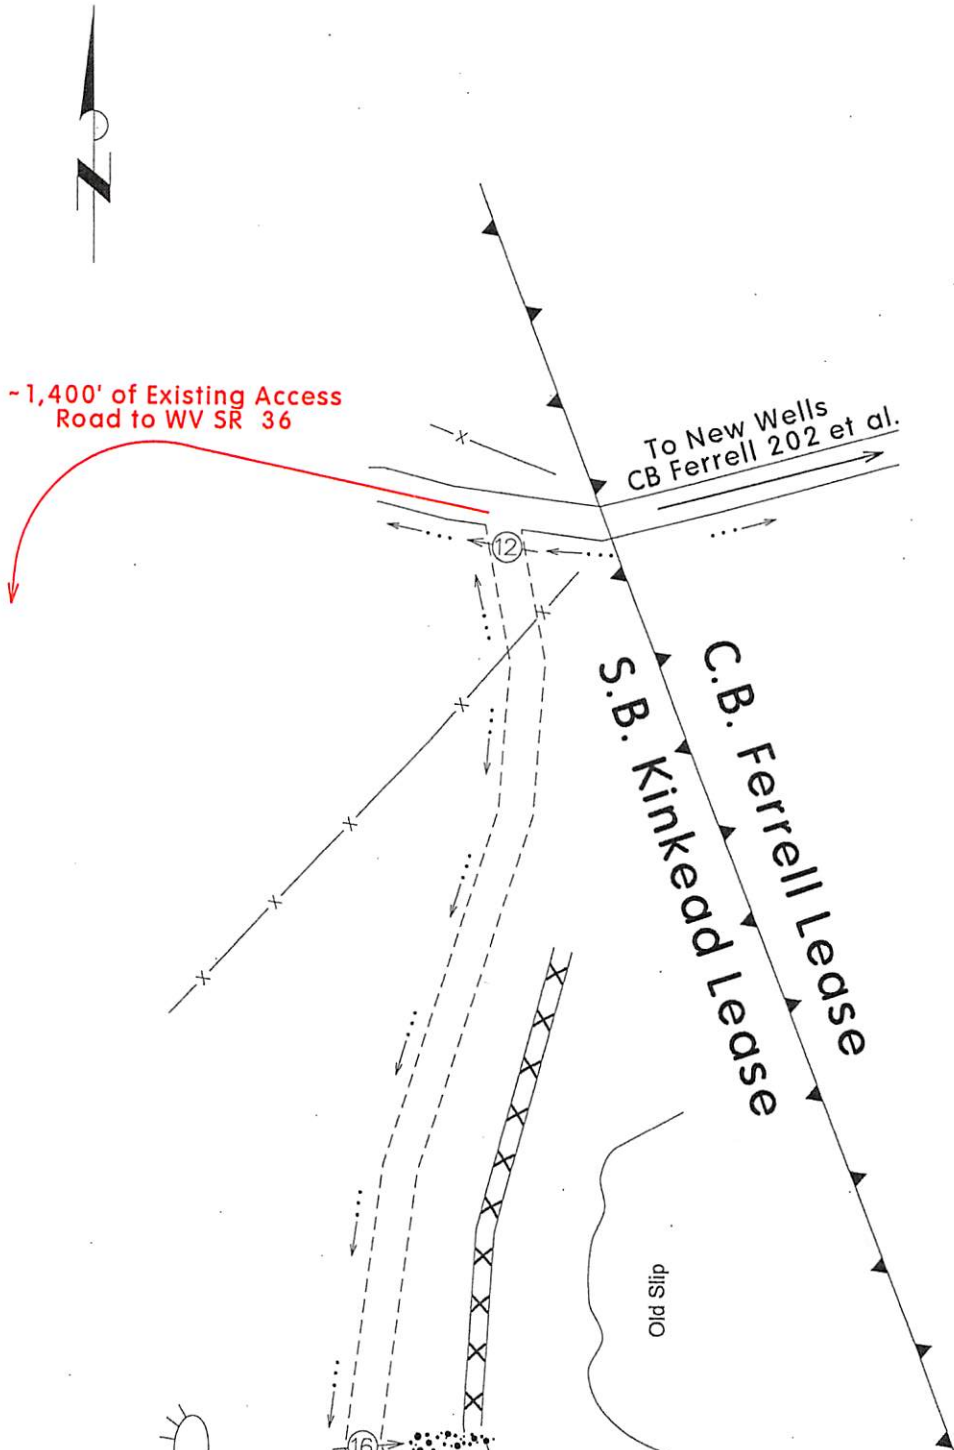 N
~1,400' of Existing Access
Road to WV SR 36
To New Wells
CB Ferrell 202 et al.
12
C.B. Ferrell Lease
S.B. Kinkead Lease
Old Slip
16